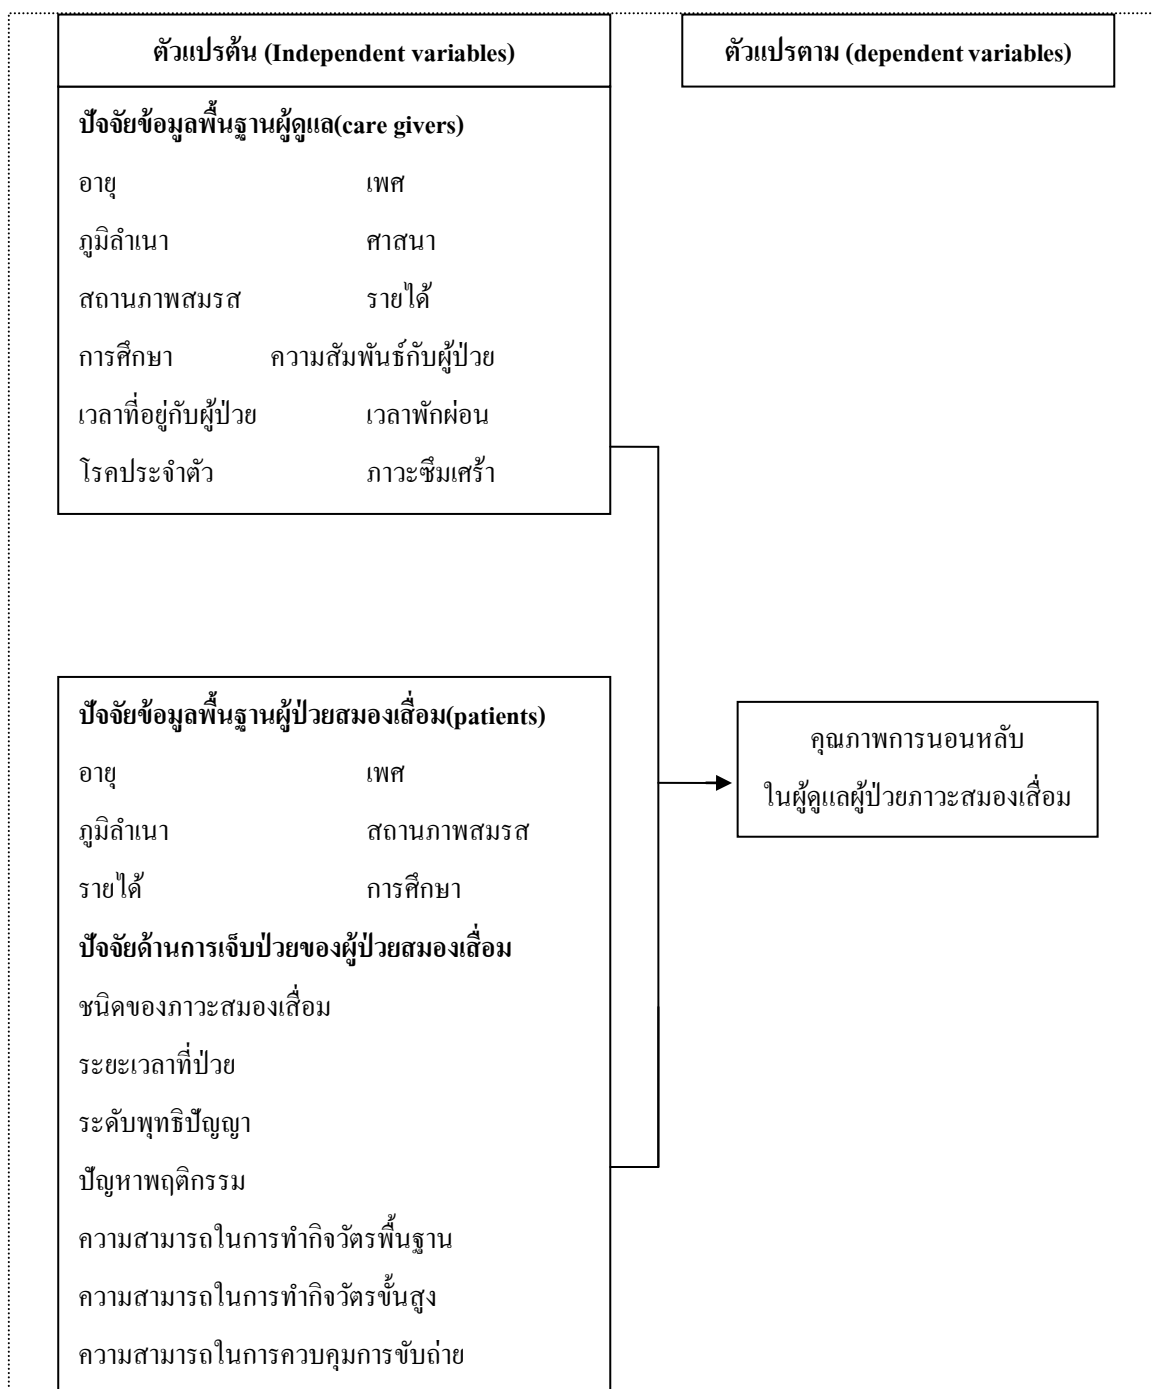 ตัวแปรต้น (Independent variables)
ตัวแปรตาม (dependent variables)
ปัจจัยข้อมูลพื้นฐานผู้ดูแล(care givers)
อายุ เพศ
ภูมิลำเนา ศาสนา
สถานภาพสมรส รายได้
การศึกษา ความสัมพันธ์กับผู้ป่วย
เวลาที่อยู่กับผู้ป่วย เวลาพักผ่อน
โรคประจำตัว ภาวะซึมเศร้า
ปัจจัยข้อมูลพื้นฐานผู้ป่วยสมองเสื่อม(patients)
อายุ เพศ
ภูมิลำเนา สถานภาพสมรส
รายได้ การศึกษา
ปัจจัยด้านการเจ็บป่วยของผู้ป่วยสมองเสื่อม
ชนิดของภาวะสมองเสื่อม
ระยะเวลาที่ป่วย
ระดับพุทธิปัญญา
ปัญหาพฤติกรรม
ความสามารถในการทำกิจวัตรพื้นฐาน
ความสามารถในการทำกิจวัตรขั้นสูง
ความสามารถในการควบคุมการขับถ่าย
คุณภาพการนอนหลับ
ในผู้ดูแลผู้ป่วยภาวะสมองเสื่อม